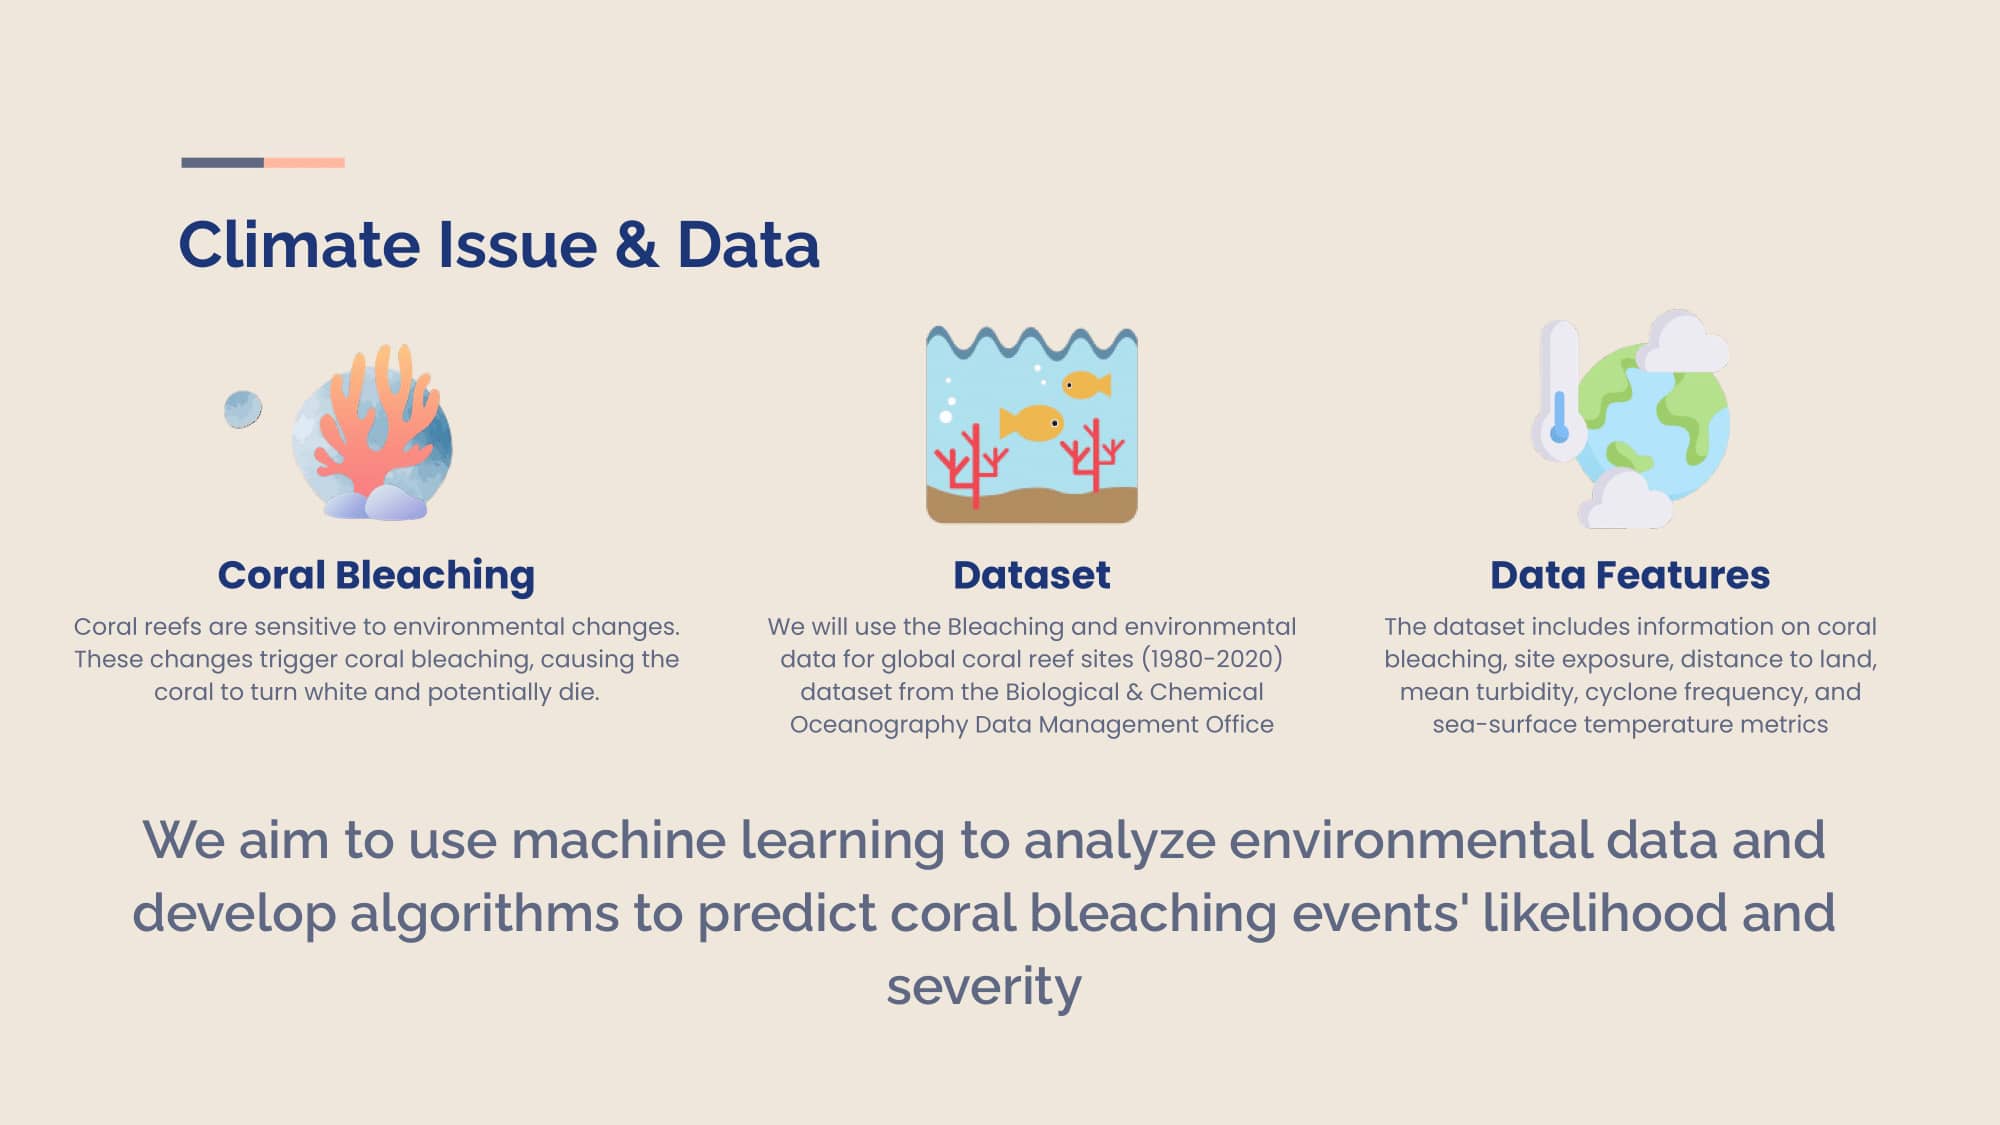 Climate Issue & Data
Coral Bleaching
Coral reefs are sensitive to environmental changes.
These changes trigger coral bleaching, causing the
coral to turn white and potentially die.
Dataset
We will use the Bleaching and environmental
data for global coral reef sites (1980-2020)
dataset from the Biological & Chemical
Oceanography Data Management Office
Data Features
The dataset includes information on coral
bleaching, site exposure, distance to land,
mean turbidity, cyclone frequency, and
sea-surface temperature metrics
We aim to use machine learning to analyze environmental data and
develop algorithms to predict coral bleaching events' likelihood and
severity